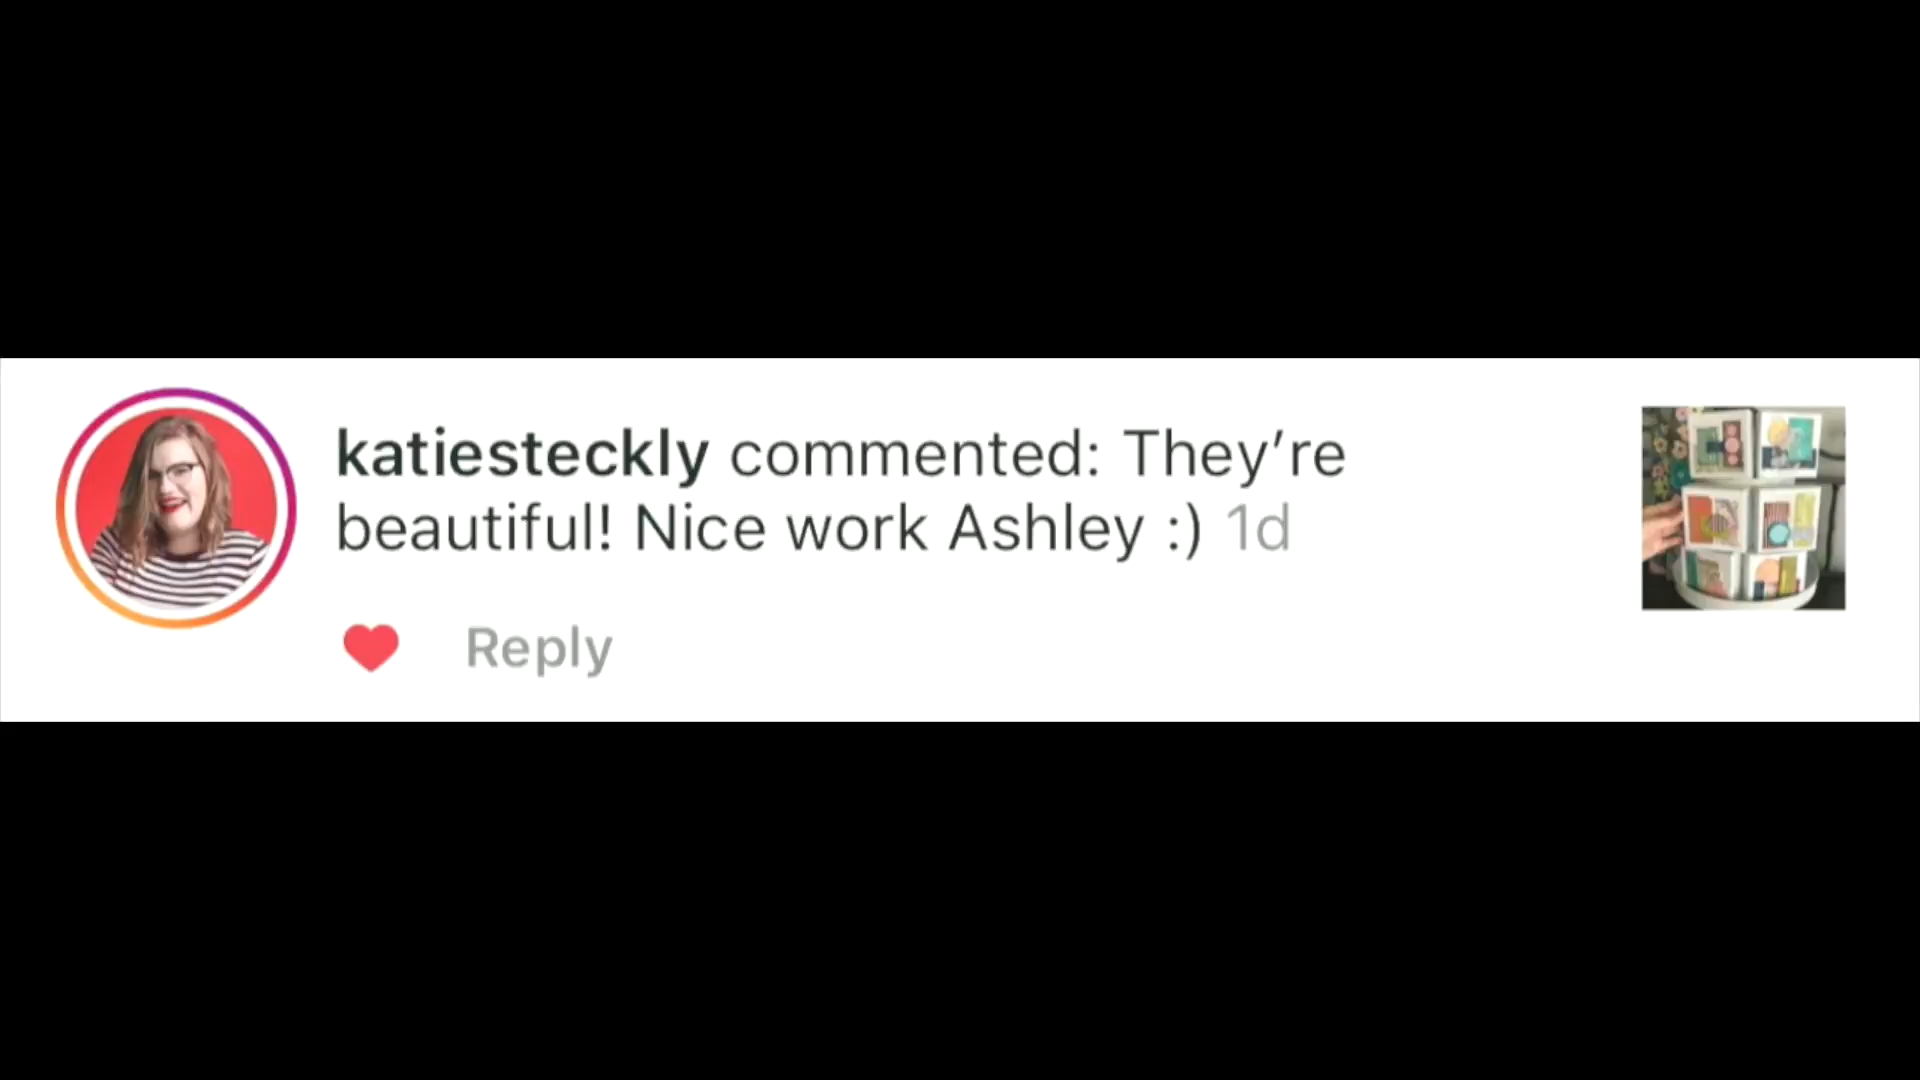 katiesteckly commented: They’re
beautiful! Nice work Ashley :) 1d
Reply